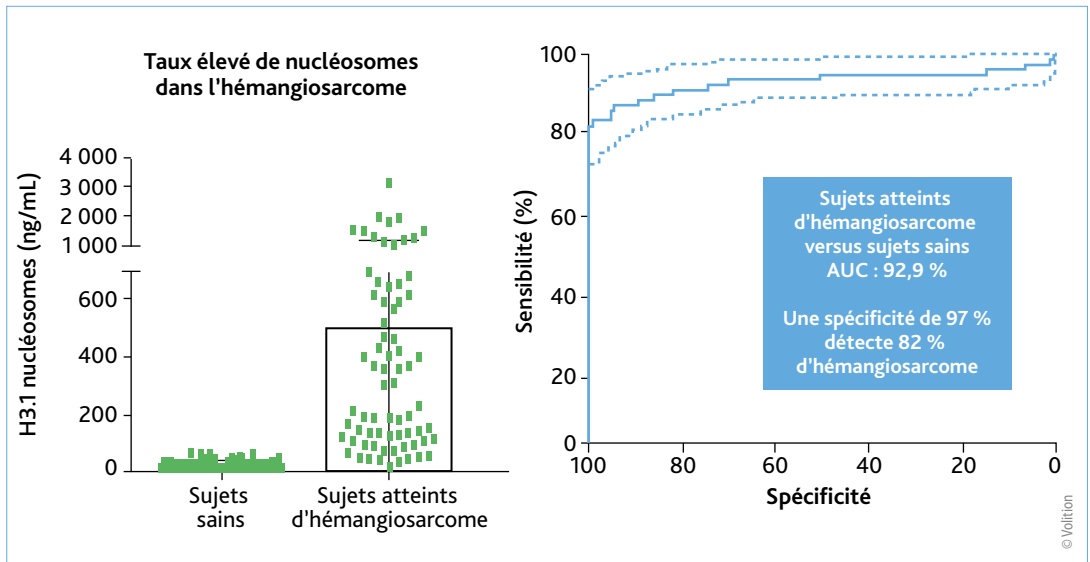 Taux élevé de nucléosomes
dans l'hémangiosarcome
H3.1 nucléosomes (ng/mL)
4 000
3 000
2 000
1 000
600
400
200
0
Sujets
sains
Sujets atteints
d'hémangiosarcome
Sensibilité (%)
100
80
60
40
20
0
100
80
60
40
20
0
Spécificité
Sujets atteints
d'hémangiosarcome
versus sujets sains
AUC : 92,9 %
Une spécificité de 97 %
détecte 82 %
d'hémangiosarcome
© Volition